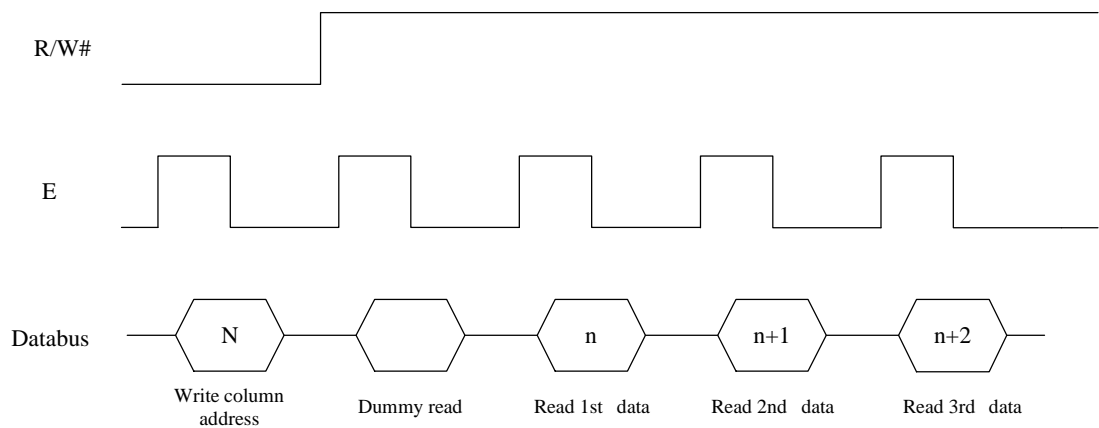 R/W#
E
Databus
N
n
n+1
n+2
Write column
address
Dummy read
Read 1st data
Read 2nd data
Read 3rd data